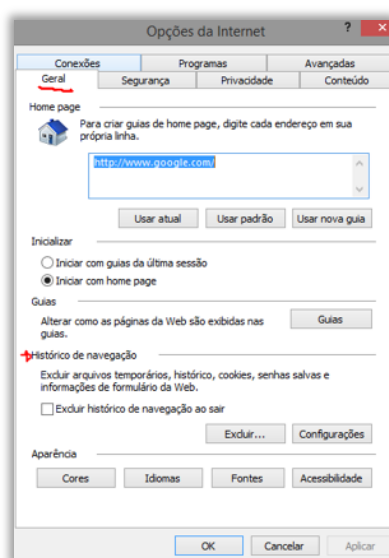 Opções da Internet
?
Conexões Programas Avançadas
Geral Segurança Privacidade Conteúdo
Home page
Para criar guias de home page, digite cada endereço em sua
própria linha.
http://www.google.com/
Usar atual Usar padrão Usar nova guia
Inicializar
Iniciar com guias da última sessão
Iniciar com home page
Guias
Alterar como as páginas da Web são exibidas nas
guias.
Guias
Histórico de navegação
Excluir arquivos temporários, histórico, cookies, senhas salvas e
informações de formulário da Web.
Excluir histórico de navegação ao sair
Excluir... Configurações
Aparência
Cores Idiomas Fontes Acessibilidade
OK Cancelar Aplicar